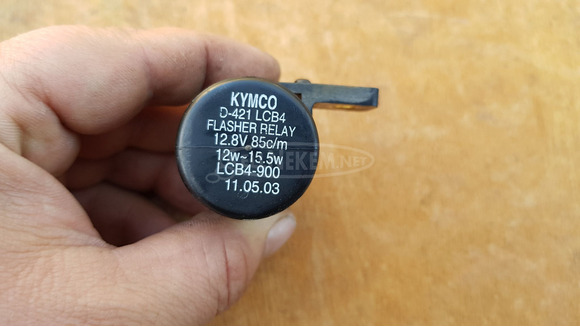 KYMCO
D-421 LCB4
FLASHER RELAY
12.8V 85c/m
12w~15.5w
LCB4-900
11.05.03